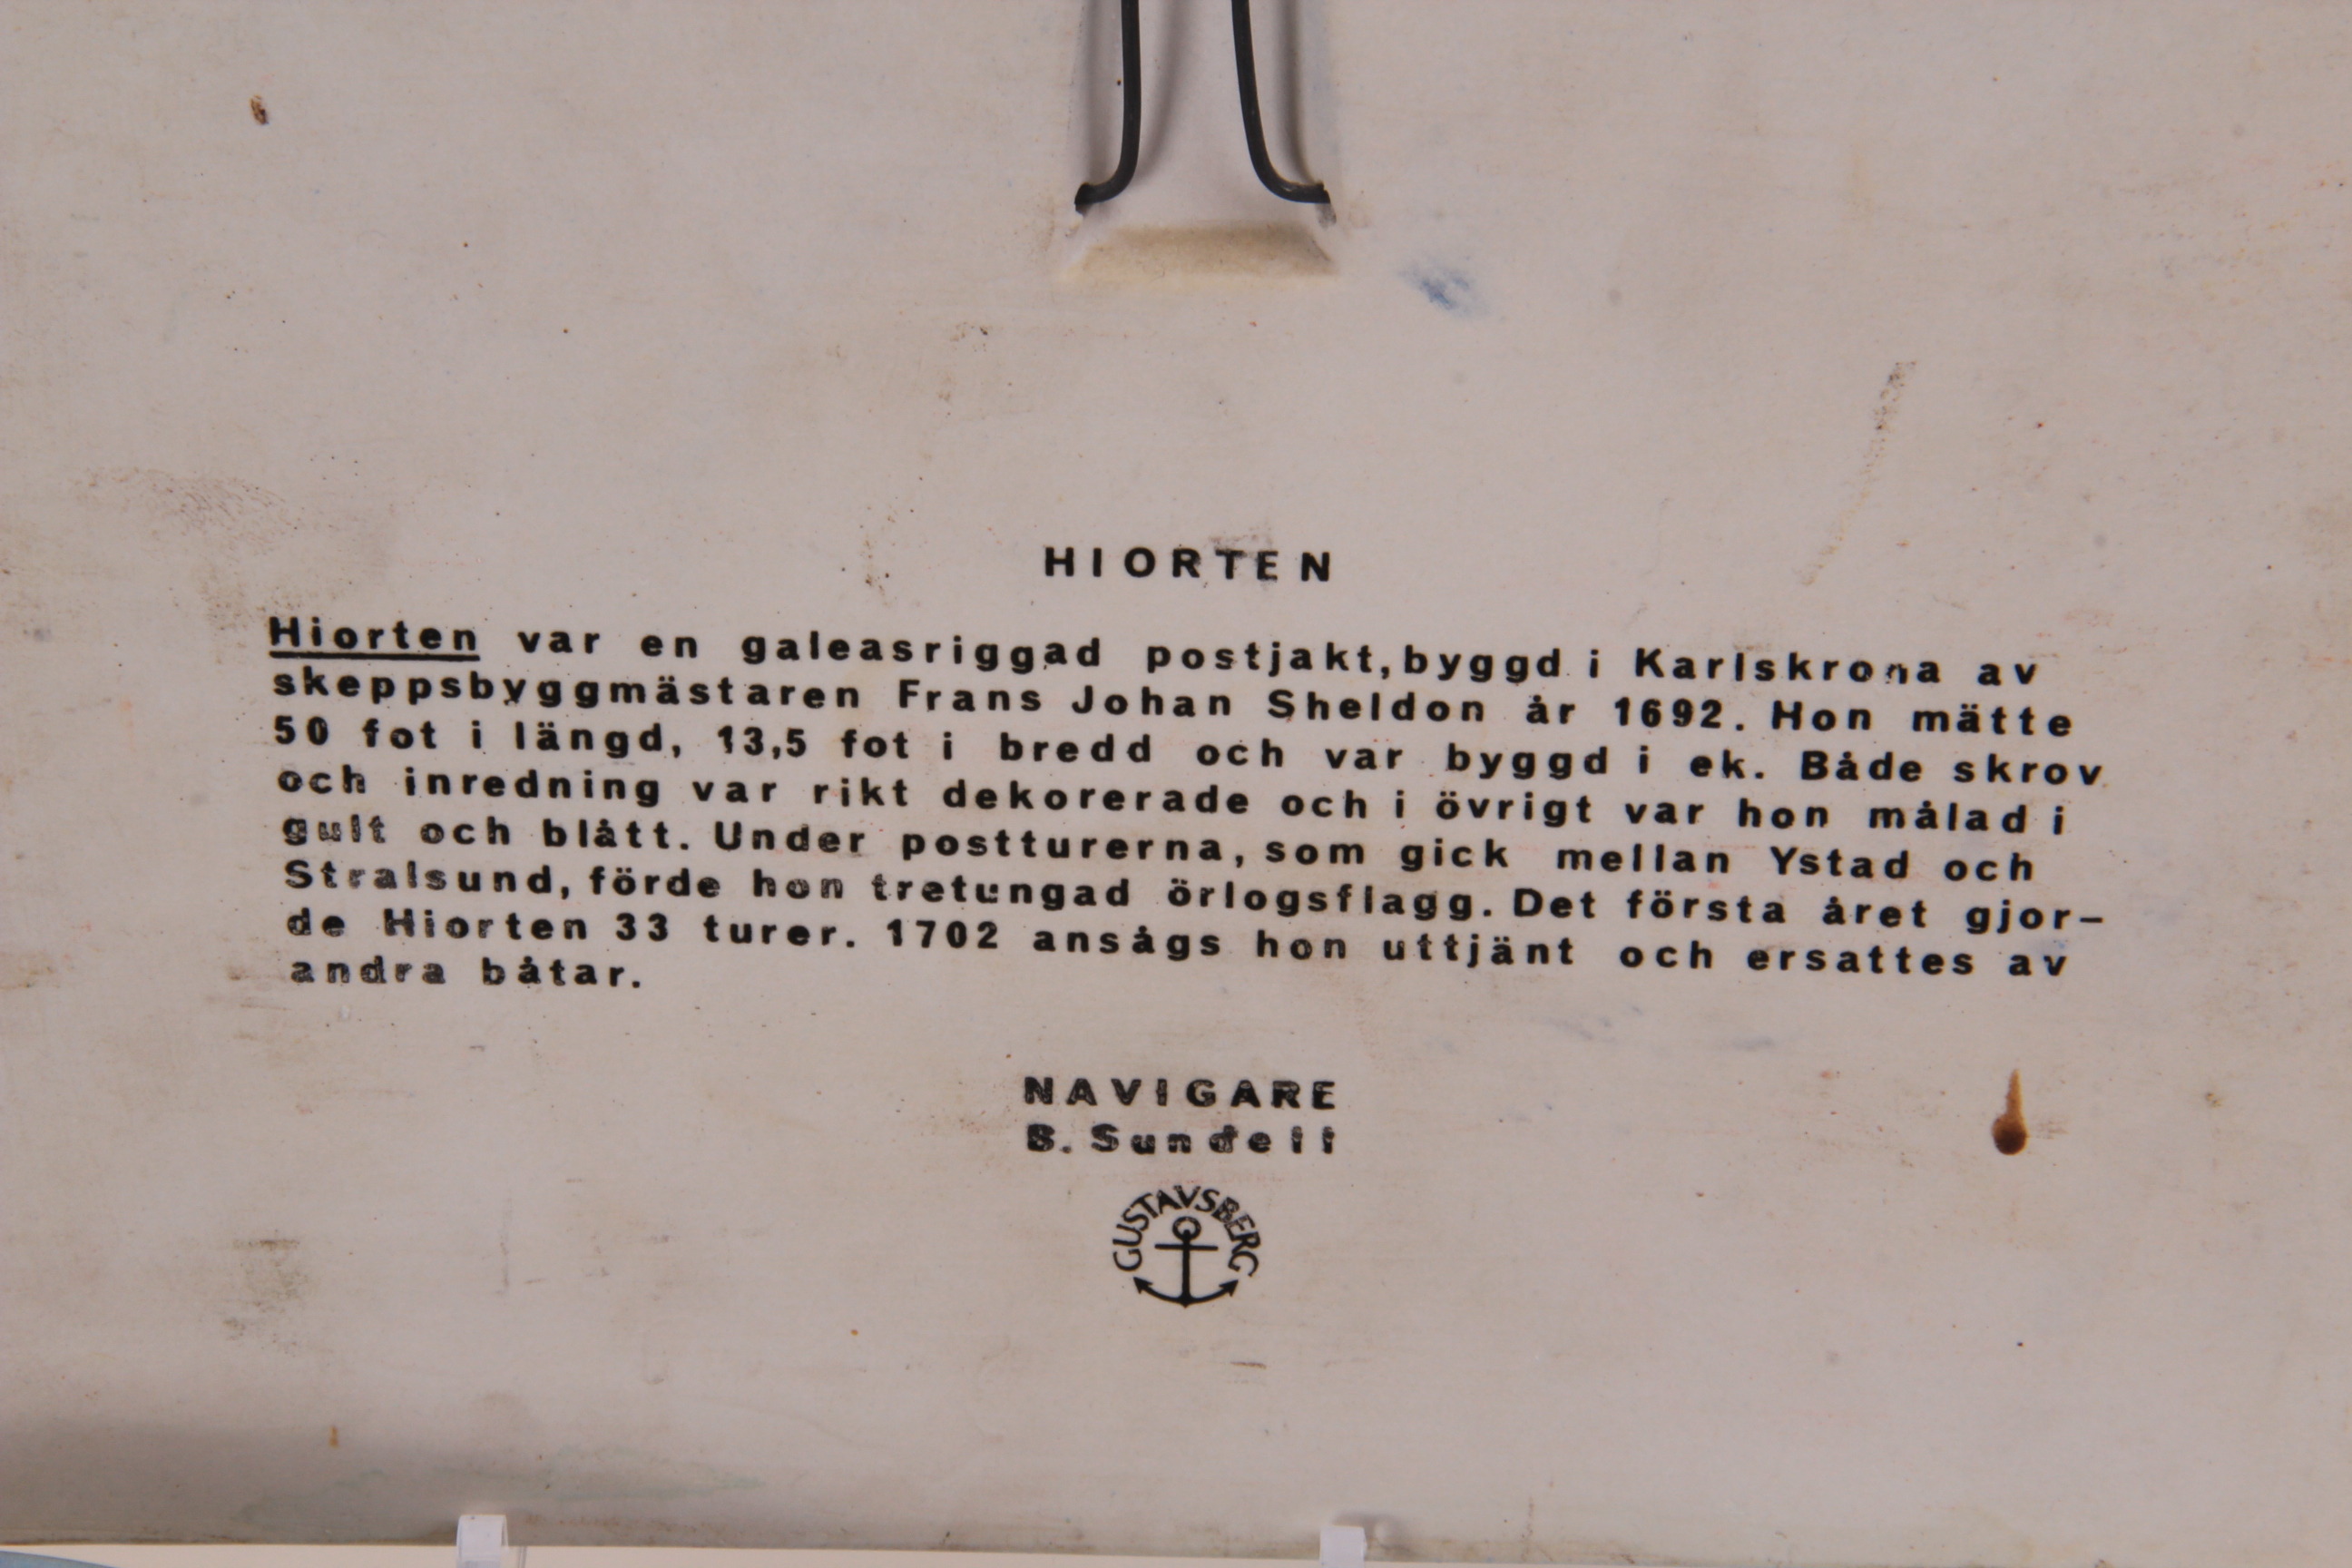 HIORTEN
Hiorten var en galeasriggad postjakt, byggd i Karlskrona av
skeppsbyggmästaren Frans Johan Sheldon år 1692. Hon mätte
50 fot i längd, 13,5 fot i bredd och var byggd i ek. Både skrov
och inredning var rikt dekorerade och i övrigt var hon målad i
gult och blått. Under postturerna, som gick mellan Ystad och
Stralsund, förde hon tretungad örlogsflagg. Det första året gjor-
de Hiorten 33 turer. 1702 ansågs hon uttjänt och ersattes av
andra båtar.
NAVIGARE
S. Sundell
GUSTAVSBERG